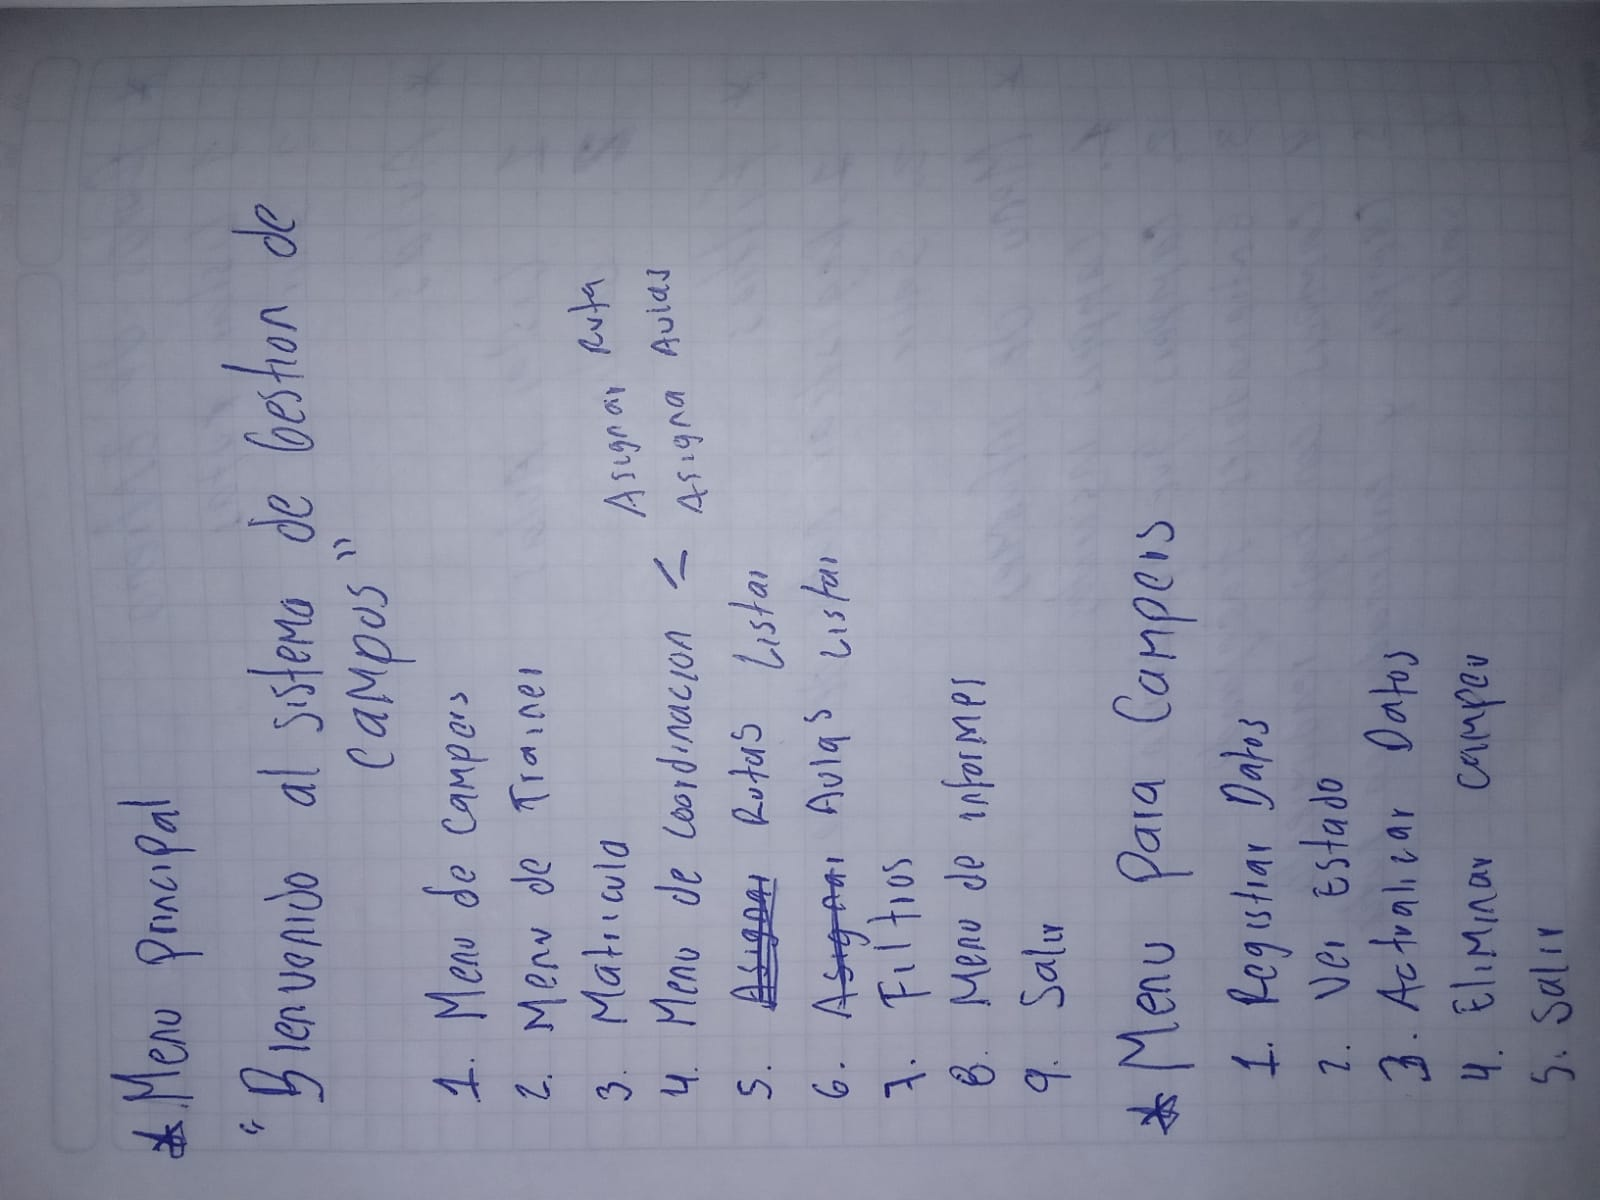 * Menu Principal
"Bienvenido al sistema de Gestion de
campus"
1. Menu de campers
2. Menu de Trainer
3. Matricula
4. Menu de coordinacion < Asignar Ruta
Asigna Aulas
5. Asignar Rutas Listar
6. Asignar Aulas Listar
7. Filtros
8. Menu de informes
9. Salir
* Menu Para Campers
1. Registrar Datos
2. Ver Estado
3. Actualizar Datos
4. Eliminar camper
5. Salir